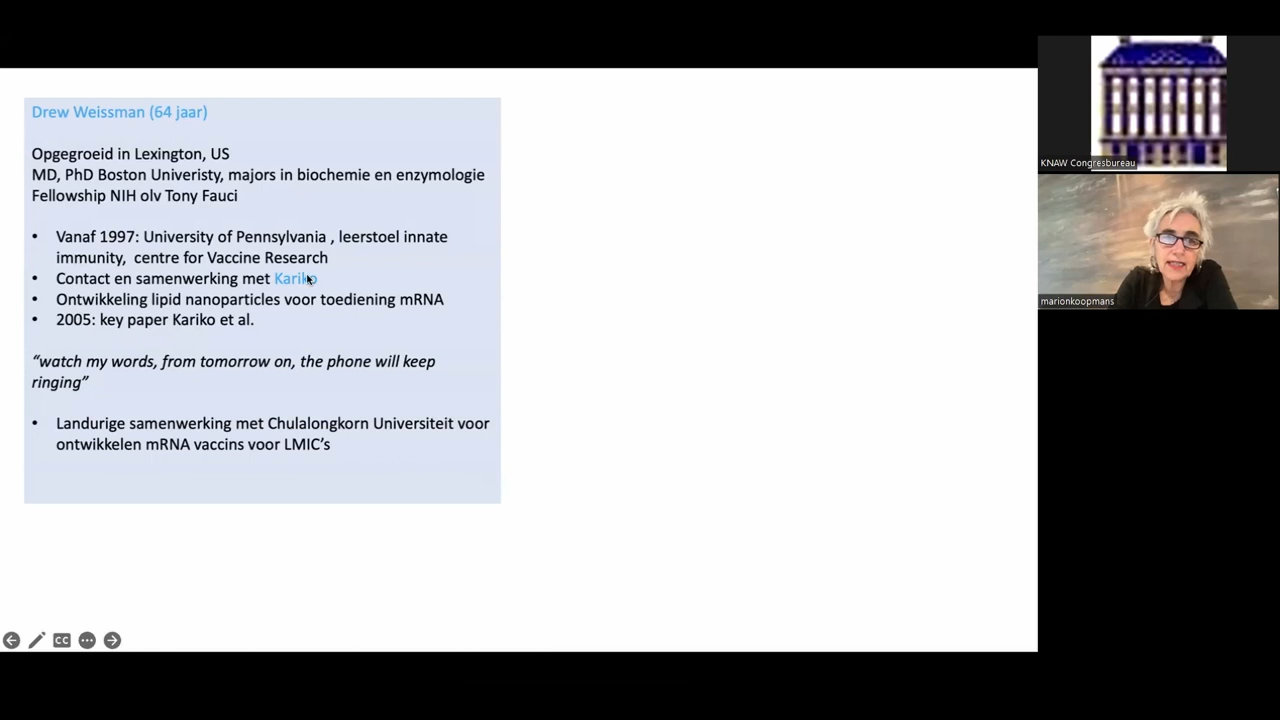 Drew Weissman (64 jaar)
Opgegroeid in Lexington, US
MD, PhD Boston Univeristy, majors in biochemie en enzymologie
Fellowship NIH olv Tony Fauci
• Vanaf 1997: University of Pennsylvania , leerstoel innate
immunity, centre for Vaccine Research
• Contact en samenwerking met Kariko
• Ontwikkeling lipid nanoparticles voor toediening mRNA
• 2005: key paper Kariko et al.
“watch my words, from tomorrow on, the phone will keep
ringing”
• Landurige samenwerking met Chulalongkorn Universiteit voor
ontwikkelen mRNA vaccins voor LMIC’s
CC
KNAW Congresbureau
marionkoopmans